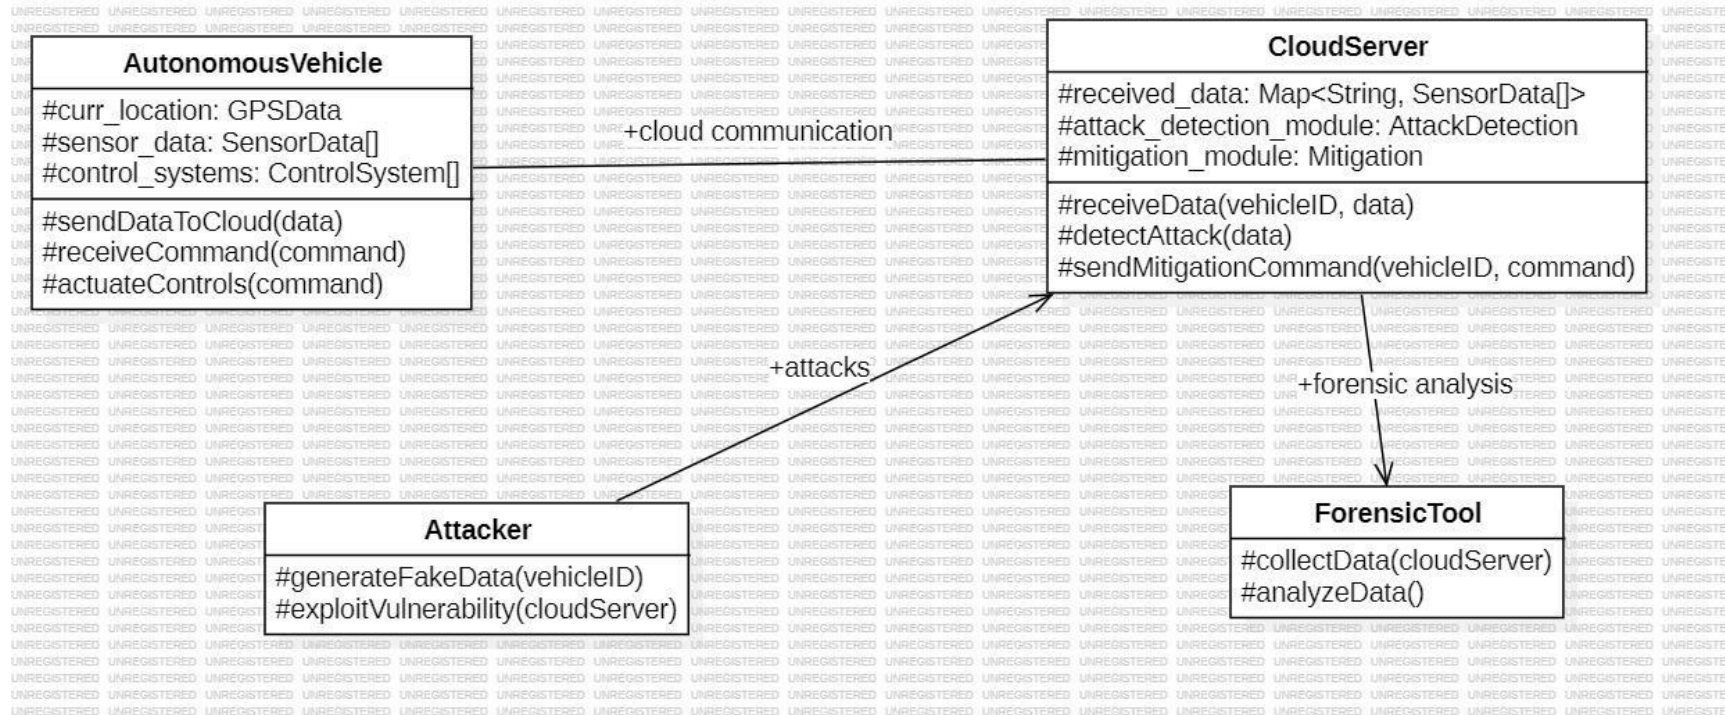 AutonomousVehicle
#curr_location: GPSData
#sensor_data: SensorData[]
#control_systems: ControlSystem[]
#sendDataToCloud(data)
#receiveCommand(command)
#actuateControls(command)
+cloud communication
CloudServer
#received_data: Map<String, SensorData[]>
#attack_detection_module: AttackDetection
#mitigation_module: Mitigation
#receiveData(vehicleID, data)
#detectAttack(data)
#sendMitigationCommand(vehicleID, command)
+attacks
+forensic analysis
Attacker
#generateFakeData(vehicleID)
#exploitVulnerability(cloudServer)
ForensicTool
#collectData(cloudServer)
#analyzeData()
UNREGISTERED